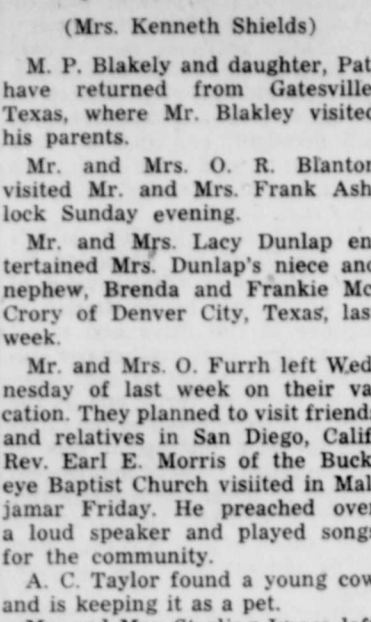 (Mrs. Kenneth Shields)
M. P. Blakely and daughter, Pat
have returned from Gatesville
Texas, where Mr. Blakley visited
his parents.
Mr. and Mrs. O. R. Blanton
visited Mr. and Mrs. Frank Ash
lock Sunday evening.
Mr. and Mrs. Lacy Dunlap en
tertained Mrs. Dunlap's niece and
nephew, Brenda and Frankie Mc
Crory of Denver City, Texas, las
week.
Mr. and Mrs. O. Furrh left Wed
nesday of last week on their va
cation. They planned to visit friend
and relatives in San Diego, Calif
Rev. Earl E. Morris of the Buck
eye Baptist Church visiited in Mal
jamar Friday. He preached over
a loud speaker and played song
for the community.
A. C. Taylor found a young cow
and is keeping it as a pet.